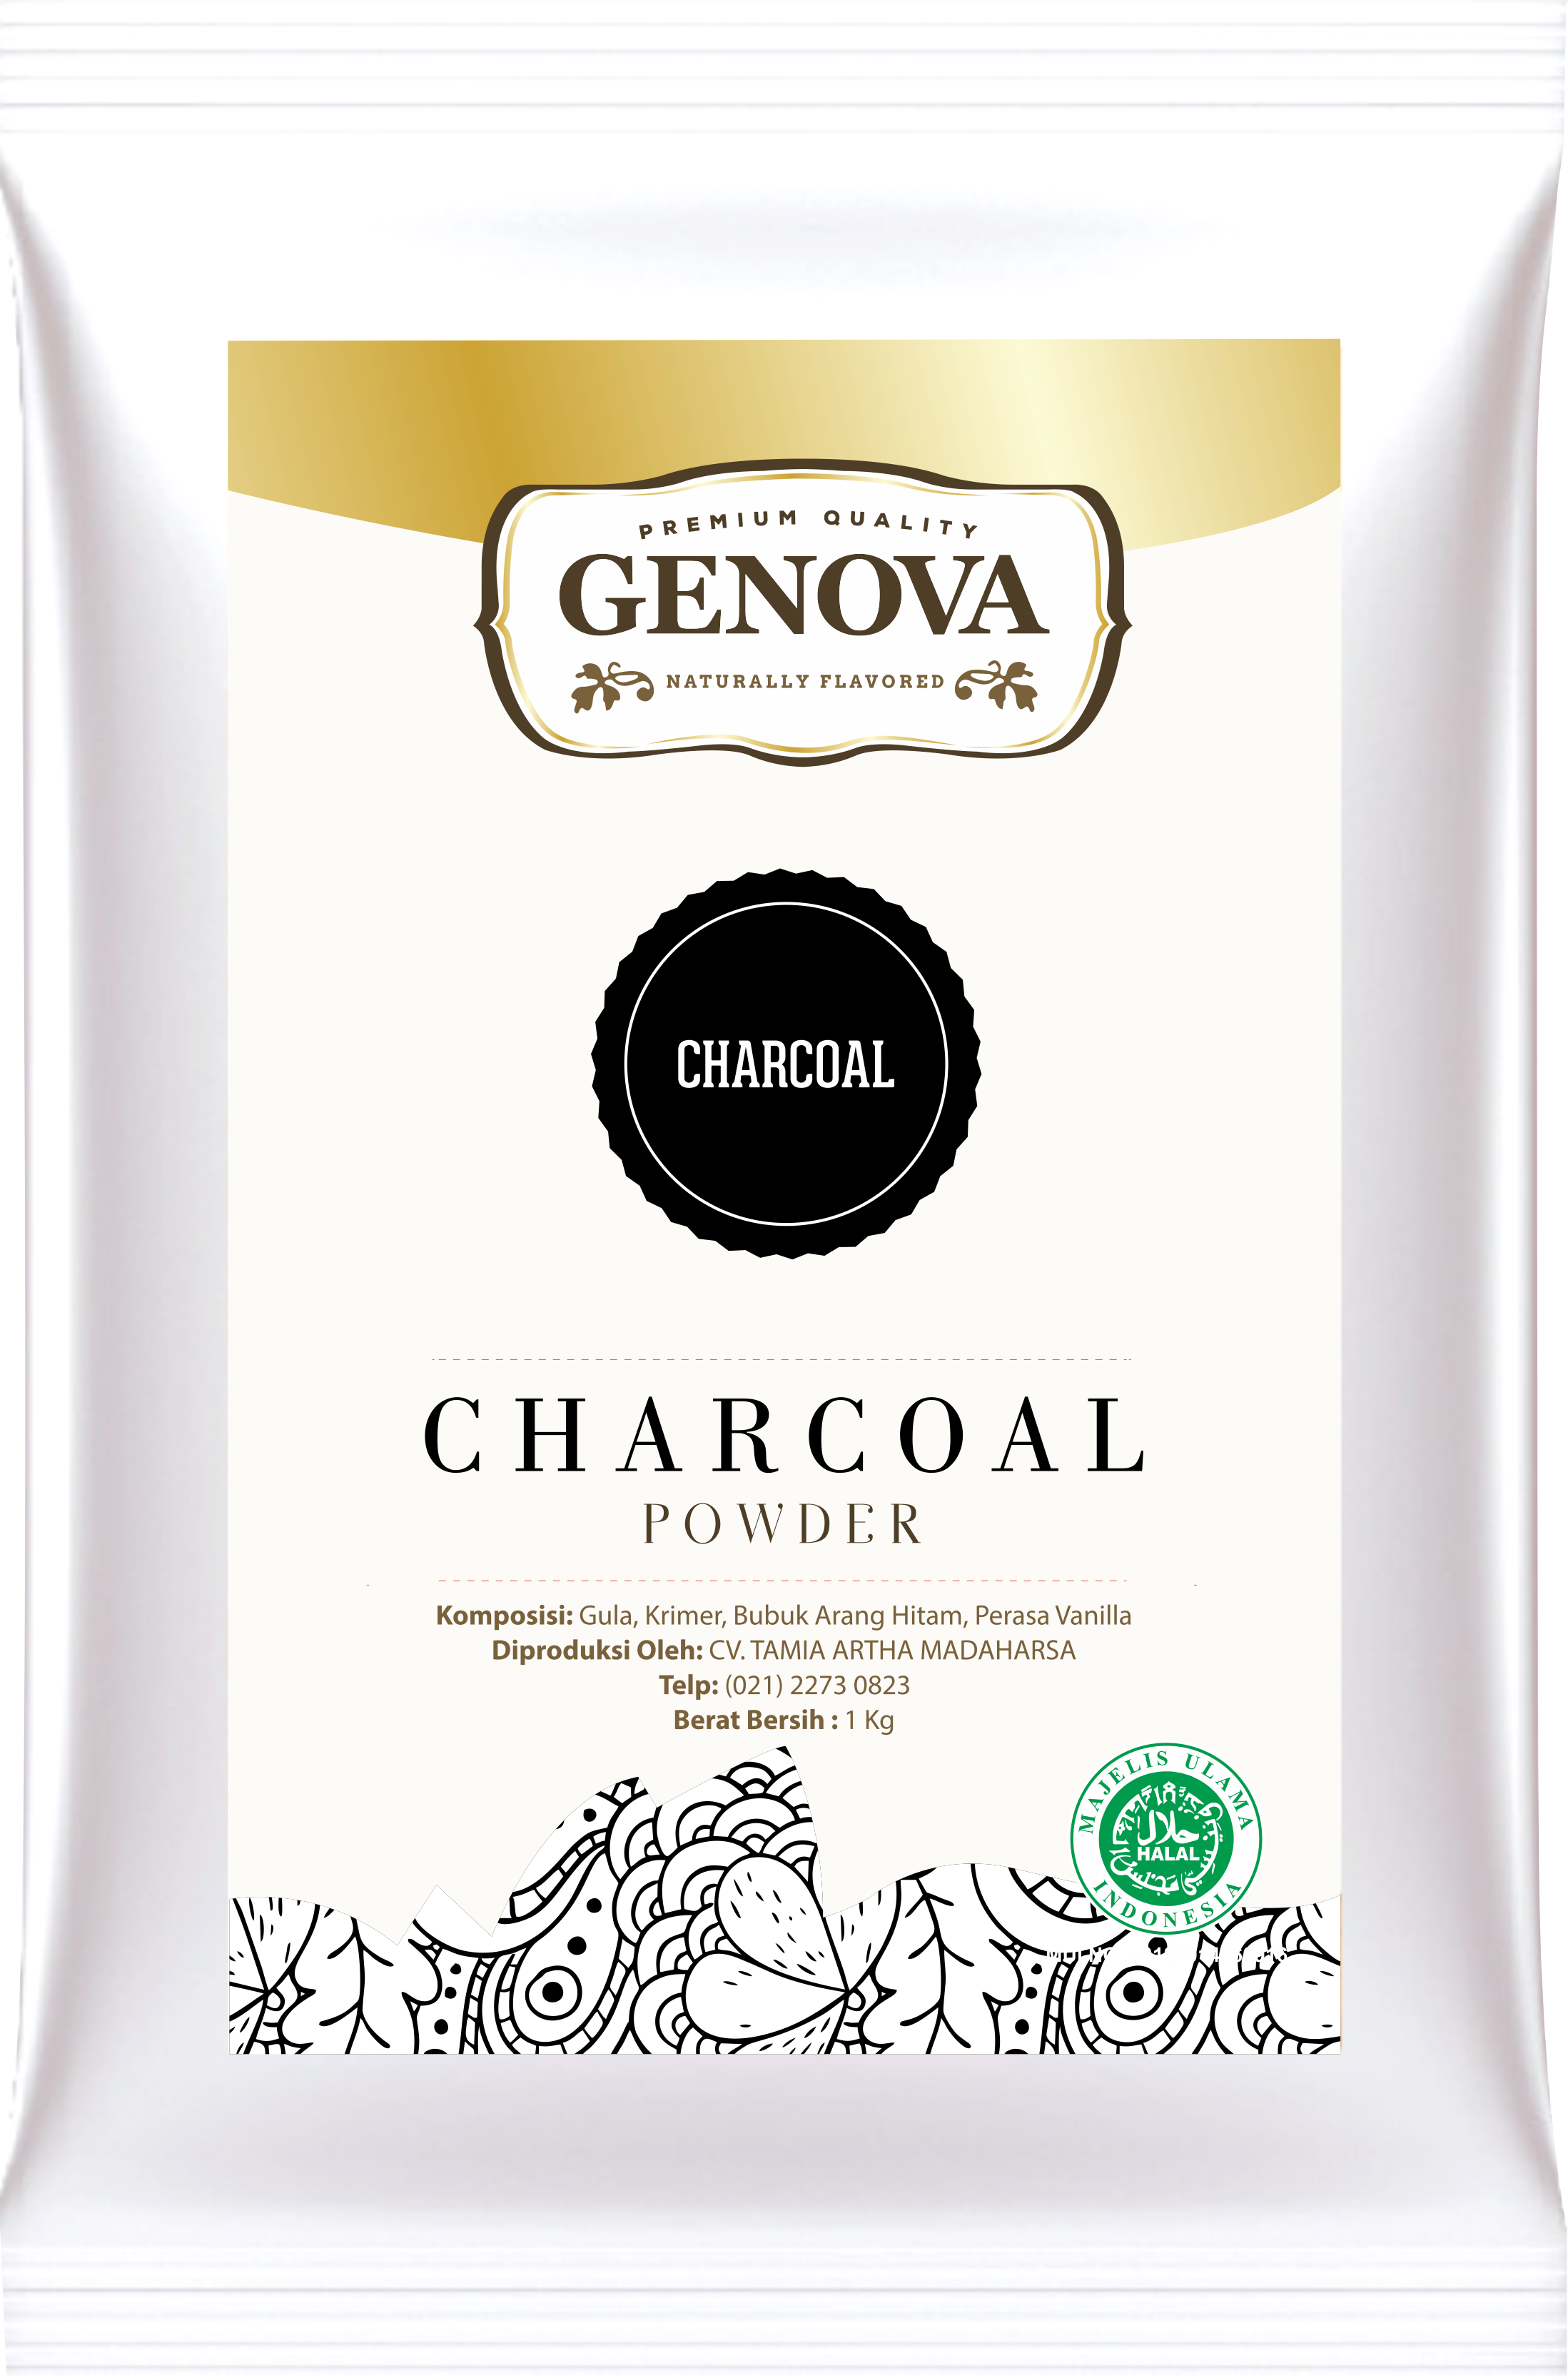 PREMIUM QUALITY
GENOVA
NATURALLY FLAVORED
CHARCOAL
CHARCOAL
POWDER
Komposisi: Gula, Krimer, Bubuk Arang Hitam, Perasa Vanilla
Diproduksi Oleh: CV. TAMIA ARTHA MADAHARSA
Telp: (021) 2273 0823
Berat Bersih : 1 Kg
MAJELIS ULAMA
حلال
HALAL
INDONESIA